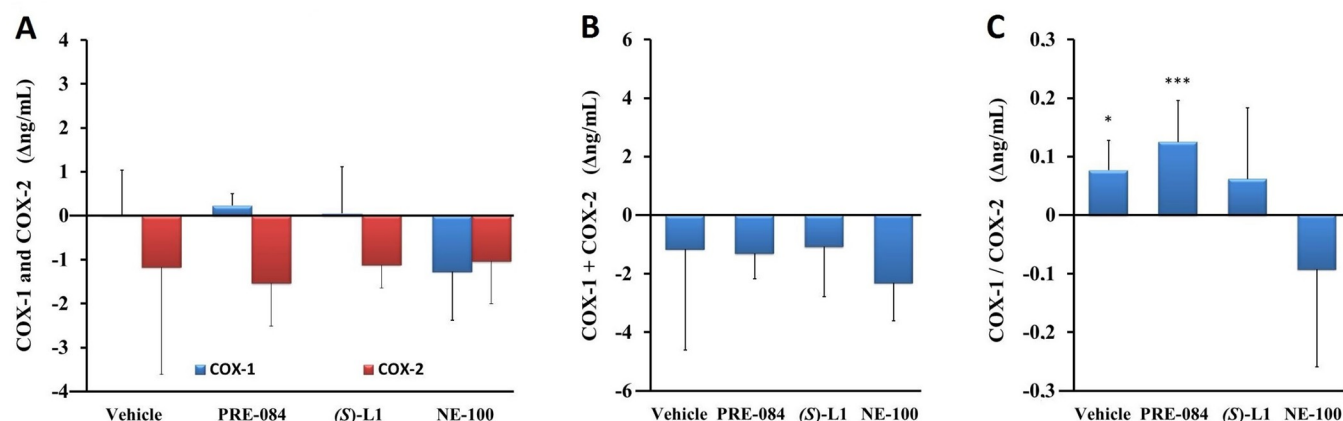 A
COX-1 and COX-2 (Δng/mL)
4
3
2
1
0
-1
-2
-3
-4
COX-1
COX-2
Vehicle PRE-084 (S)-L1 NE-100
B
COX-1 + COX-2 (Δng/mL)
6
4
2
0
-2
-4
-6
Vehicle PRE-084 (S)-L1 NE-100
C
COX-1 / COX-2 (Δng/mL)
0.3
0.2
0.1
0
-0.1
-0.2
-0.3
*
***
Vehicle PRE-084 (S)-L1 NE-100